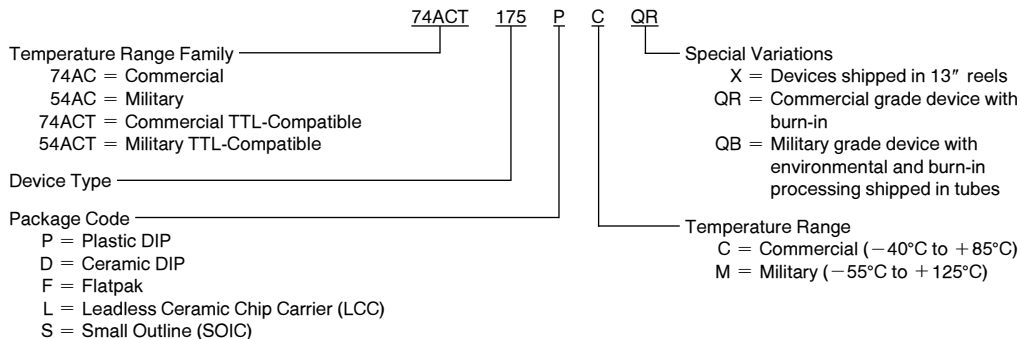 74ACT 175 P C QR
Temperature Range Family
74AC = Commercial
54AC = Military
74ACT = Commercial TTL-Compatible
54ACT = Military TTL-Compatible
Device Type
Package Code
P = Plastic DIP
D = Ceramic DIP
F = Flatpak
L = Leadless Ceramic Chip Carrier (LCC)
S = Small Outline (SOIC)
Special Variations
X = Devices shipped in 13″ reels
QR = Commercial grade device with
burn-in
QB = Military grade device with
environmental and burn-in
processing shipped in tubes
Temperature Range
C = Commercial (−40°C to +85°C)
M = Military (−55°C to +125°C)